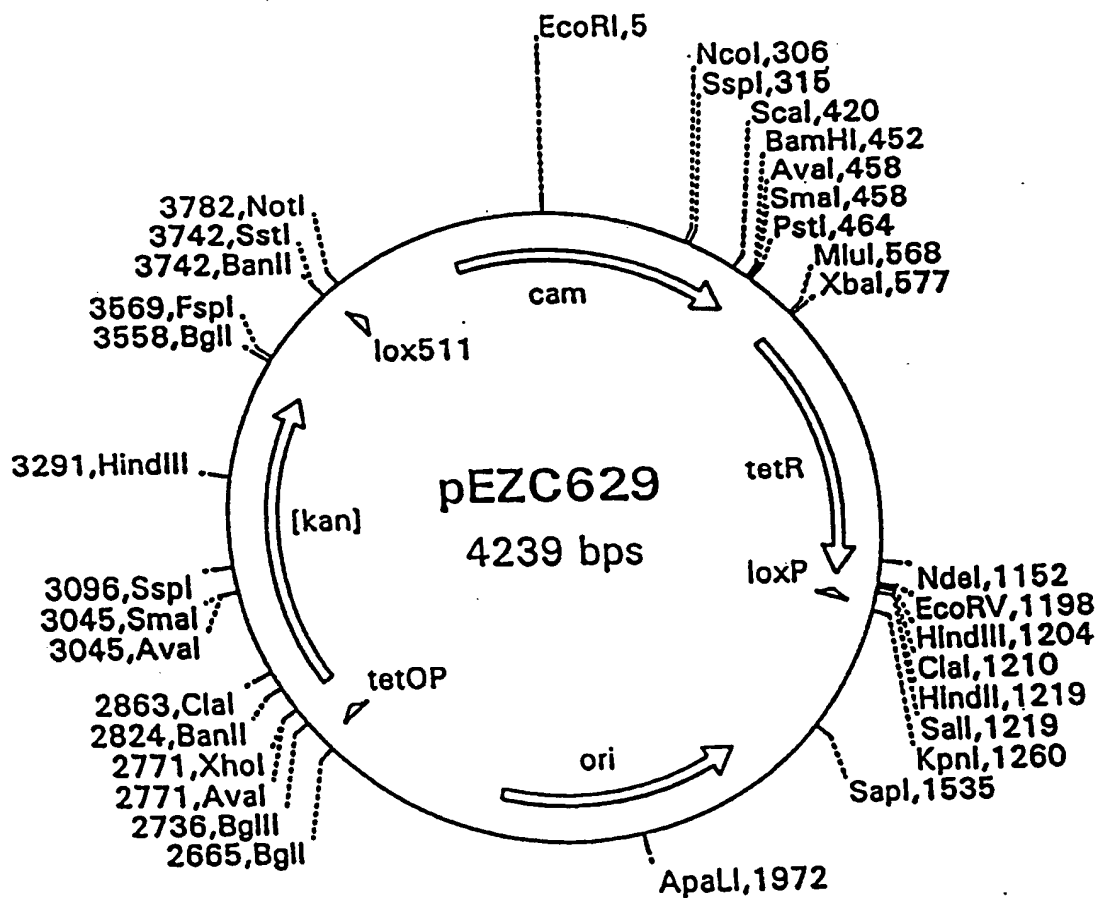 EcoRI,5
NcoI,306
SspI,315
ScaI,420
BamHI,452
AvaI,458
SmaI,458
PstI,464
MluI,568
XbaI,577
3782,NotI
3742,SstI
3742,BanII
3569,FspI
3558,BglI
cam
lox511
3291,HindIII
tetR
pEZC629
4239 bps
[kan]
loxP
NdeI,1152
EcoRV,1198
HindIII,1204
ClaI,1210
HindII,1219
SalI,1219
KpnI,1260
SapI,1535
3096,SspI
3045,SmaI
3045,AvaI
tetOP
2863,ClaI
2824,BanII
2771,XhoI
2771,AvaI
2736,BglII
2665,BglI
ori
ApaLI,1972